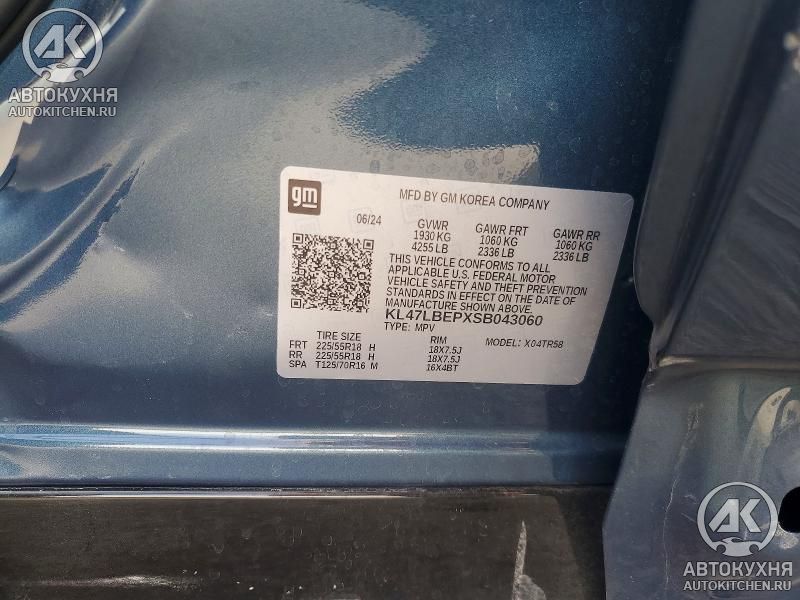 АВТОКУХНЯ
AUTOKITCHEN.RU
gm
MFD BY GM KOREA COMPANY
06/24 GVWR GAWR FRT GAWR RR
1930 KG 1060 KG 1060 KG
4255 LB 2336 LB 2336 LB
THIS VEHICLE CONFORMS TO ALL
APPLICABLE U.S. FEDERAL MOTOR
VEHICLE SAFETY AND THEFT PREVENTION
STANDARDS IN EFFECT ON THE DATE OF
MANUFACTURE SHOWN ABOVE.
KL47LBEPXSB043060
TYPE: MPV MODEL: X04TR58
TIRE SIZE RIM
FRT 225/55R18 H 18X7.5J
RR 225/55R18 H 18X7.5J
SPA T125/70R16 M 16X4BT
АВТОКУХНЯ
AUTOKITCHEN.RU